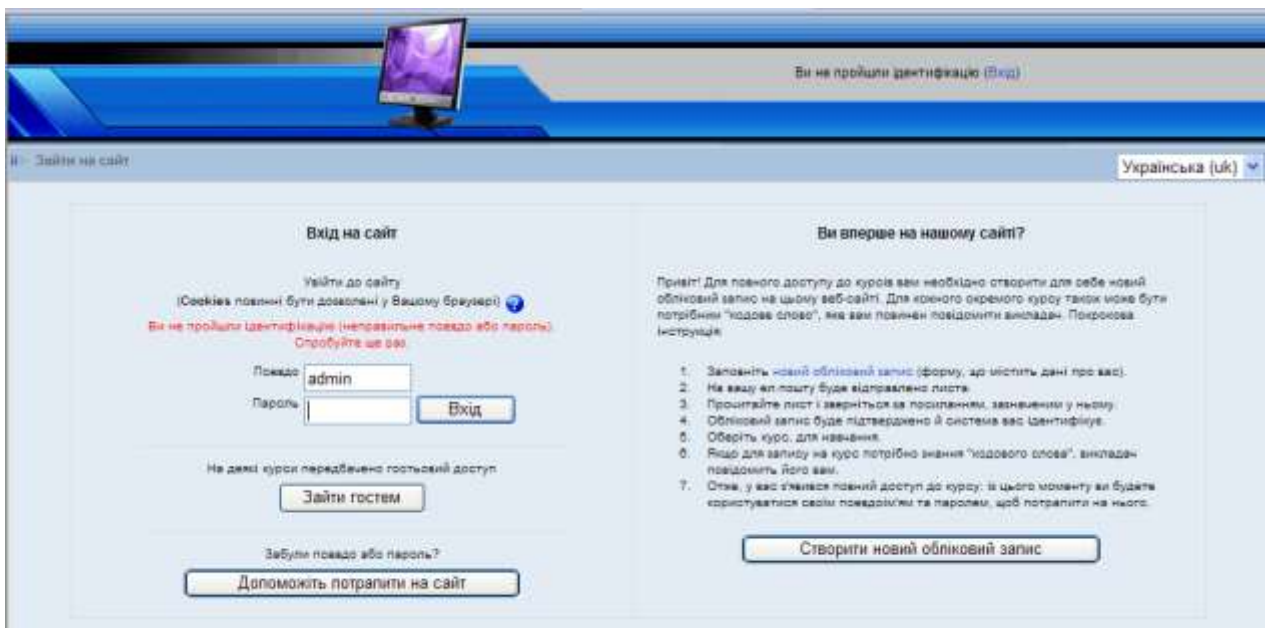 Ви не пройшли ідентифікацію (Вхід)
Зайти на сайт
Українська (uk)
Вхід на сайт
Увійти до сайту
(Cookies повинні бути дозволені у Вашому браузері)
Ви не пройшли ідентифікацію (неправильне псевдо або пароль).
Спробуйте ще раз.
Псевдо admin
Пароль Вхід
На деякі курси передбачено гостьовий доступ
Зайти гостем
Забули псевдо або пароль?
Допоможіть потрапити на сайт
Ви вперше на нашому сайті?
Привіт! Для повного доступу до курсів вам необхідно створити для себе новий
обліковий запис на цьому веб-сайті. Для кожного окремого курсу також може бути
потрібним "кодове слово", яке вам повинен повідомити викладач. Покрокова
інструкція:
1. Заповніть новий обліковий запис (форму, що містить дані про вас).
2. На вашу ел.пошту буде відправлено листа.
3. Прочитайте лист і зверніться за посиланням, зазначеним у ньому.
4. Обліковий запис буде підтверджено й система вас ідентифікує.
5. Оберіть курс, для навчання.
6. Якщо для запису на курс потрібно знання "кодового слова", викладач
повідомить його вам.
7. Отже, у вас з'явився повний доступ до курсу: із цього моменту ви будете
користуватися своїм псевдоім'ям та паролем, щоб потрапити на нього.
Створити новий обліковий запис